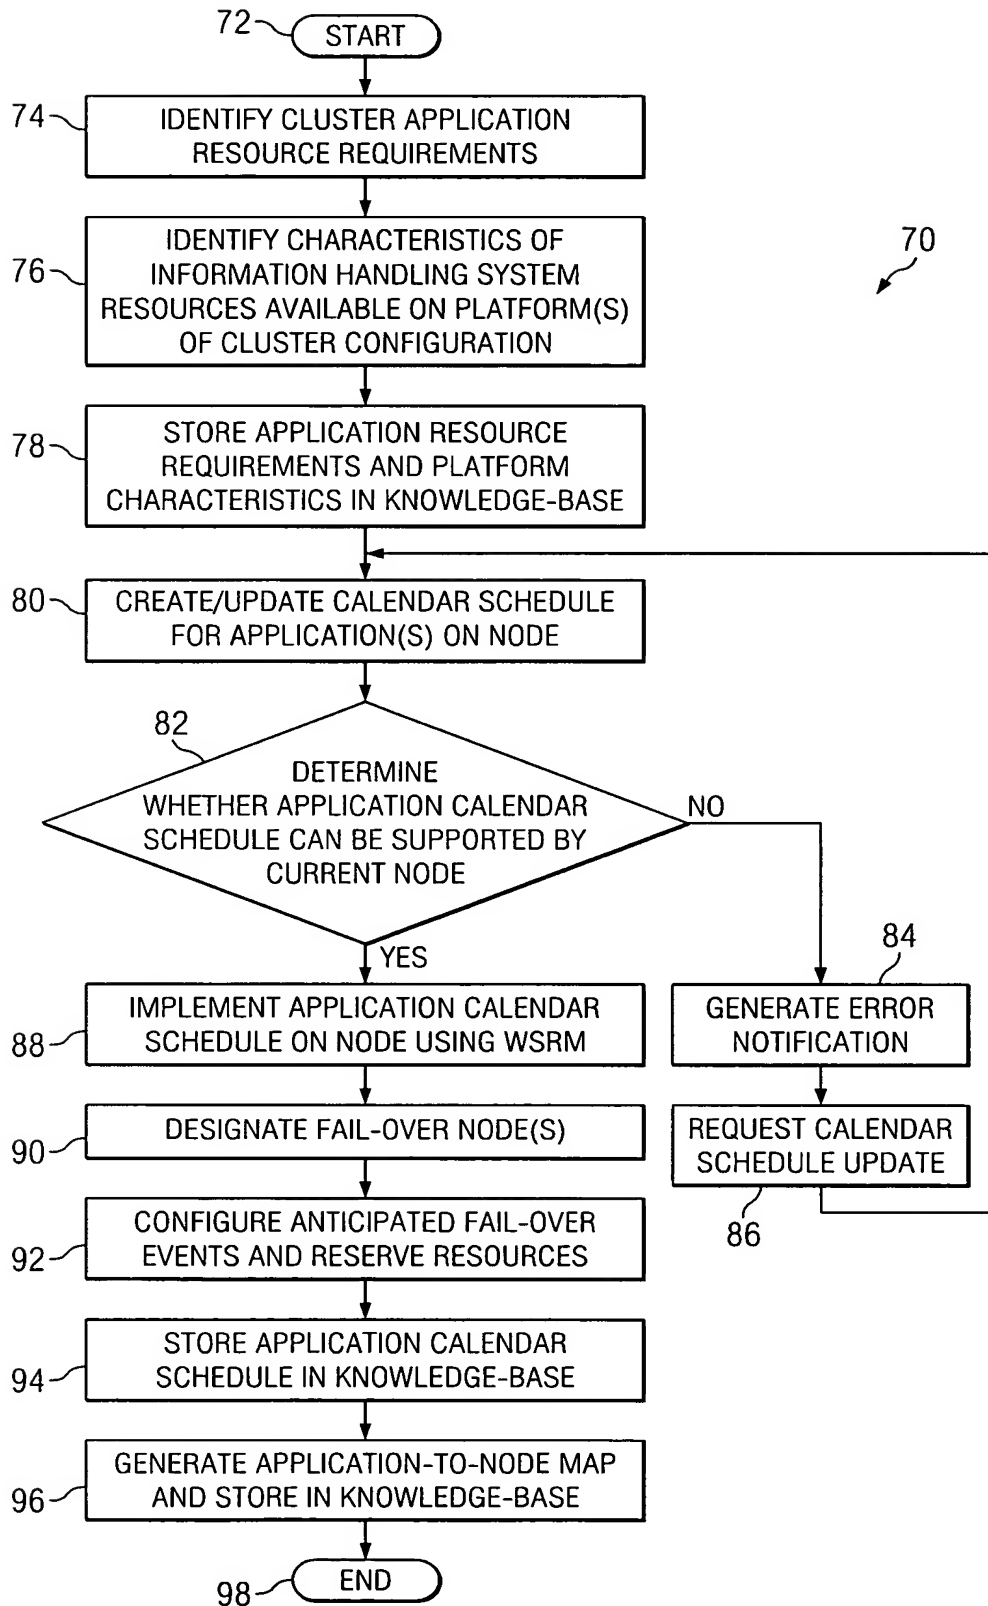 72
START
74
IDENTIFY CLUSTER APPLICATION
RESOURCE REQUIREMENTS
76
IDENTIFY CHARACTERISTICS OF
INFORMATION HANDLING SYSTEM
RESOURCES AVAILABLE ON PLATFORM(S)
OF CLUSTER CONFIGURATION
70
78
STORE APPLICATION RESOURCE
REQUIREMENTS AND PLATFORM
CHARACTERISTICS IN KNOWLEDGE-BASE
80
CREATE/UPDATE CALENDAR SCHEDULE
FOR APPLICATION(S) ON NODE
82
DETERMINE
WHETHER APPLICATION CALENDAR
SCHEDULE CAN BE SUPPORTED BY
CURRENT NODE
NO
YES
84
GENERATE ERROR
NOTIFICATION
REQUEST CALENDAR
SCHEDULE UPDATE
86
88
IMPLEMENT APPLICATION CALENDAR
SCHEDULE ON NODE USING WSRM
90
DESIGNATE FAIL-OVER NODE(S)
92
CONFIGURE ANTICIPATED FAIL-OVER
EVENTS AND RESERVE RESOURCES
94
STORE APPLICATION CALENDAR
SCHEDULE IN KNOWLEDGE-BASE
96
GENERATE APPLICATION-TO-NODE MAP
AND STORE IN KNOWLEDGE-BASE
98
END